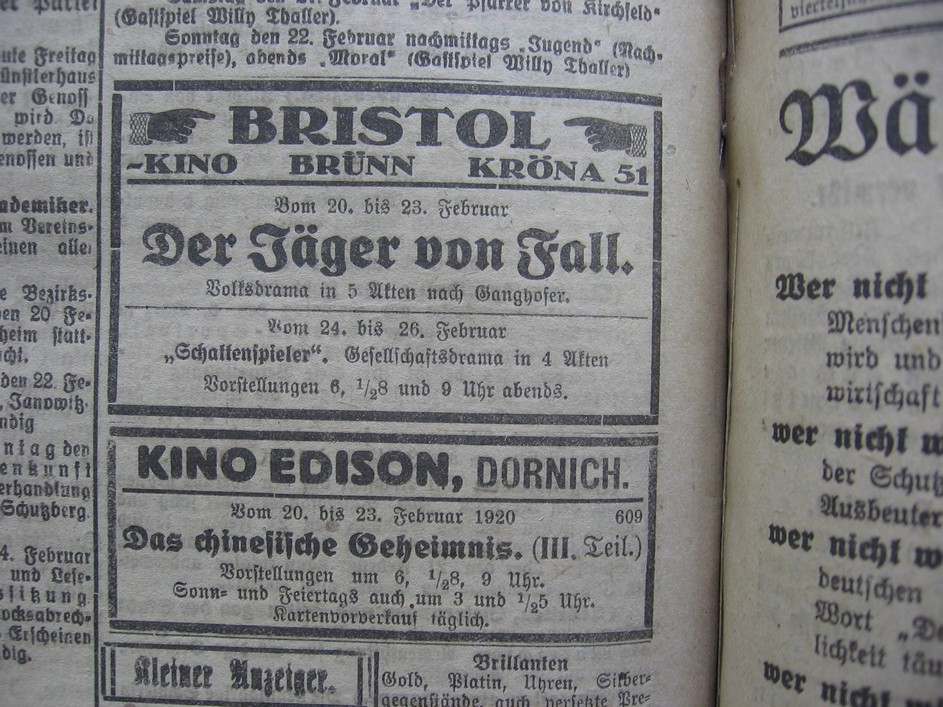 (Gastspiel Willy Thaller).
Sonntag den 22. Februar nachmittags „Jugend“ (Nach-
mittagspreise), abends „Moral“ (Gastspiel Willy Thaller)
BRISTOL
-KINO BRÜNN KRÖNA 51
Vom 20. bis 23. Februar
Der Jäger von Fall.
Volksdrama in 5 Akten nach Ganghofer.
Vom 24. bis 26. Februar
„Schattenspieler“. Gesellschaftsdrama in 4 Akten
Vorstellungen 6, 1/28 und 9 Uhr abends.
KINO EDISON, DORNICH.
Vom 20. bis 23. Februar 1920 609
Das chinesische Geheimnis. (III. Teil.)
Vorstellungen um 6, 1/28, 9 Uhr.
Sonn- und Feiertags auch um 3 und 1/25 Uhr.
Kartenvorverkauf täglich.
Kleiner Anzeiger.
Brillanten
Gold, Platin, Uhren, Silber-
gegenstände, auch versetzte Pre-
Wä
Wer nicht
Menschen
wird und
wirtschaft
wer nicht w
der Schutz
Ausbeuter
wer nicht w
deutschen
Wort „De
lichkeit täu
wer nicht w